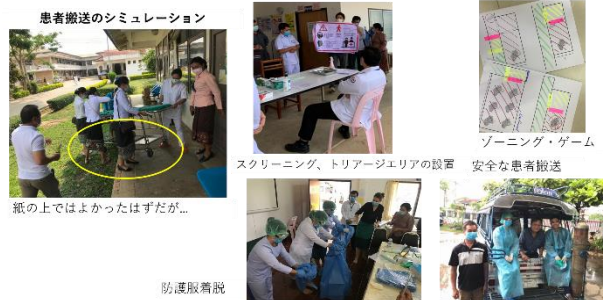 患者搬送のシミュレーション
紙の上ではよかったはずだが…
スクリーニング、トリアージエリアの設置
ゾーニング・ゲーム
安全な患者搬送
防護服着脱